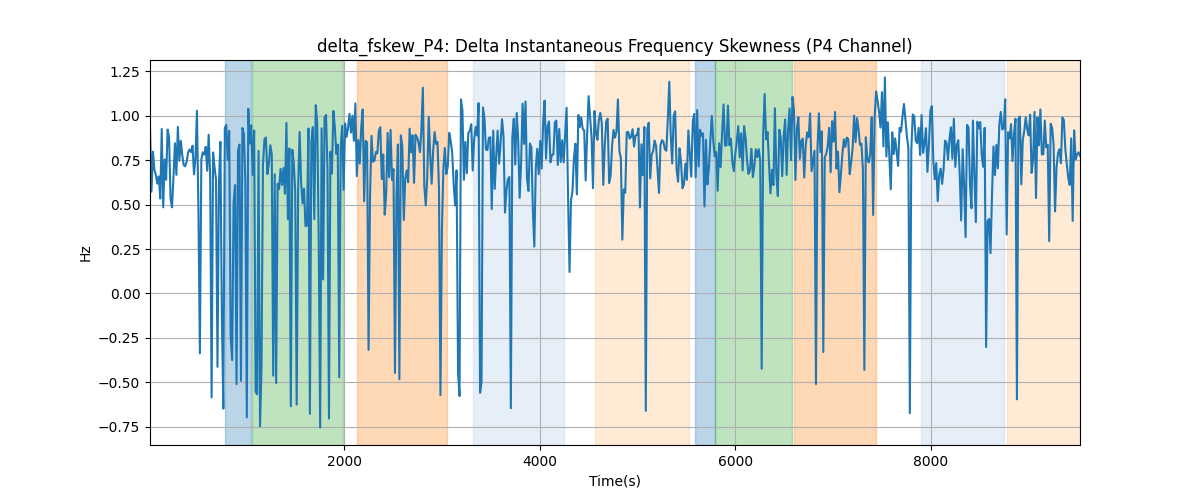 delta_fskew_P4: Delta Instantaneous Frequency Skewness (P4 Channel)
1.25
1.00
0.75
0.50
0.25
0.00
−0.25
−0.50
−0.75
Hz
2000 4000 6000 8000
Time(s)